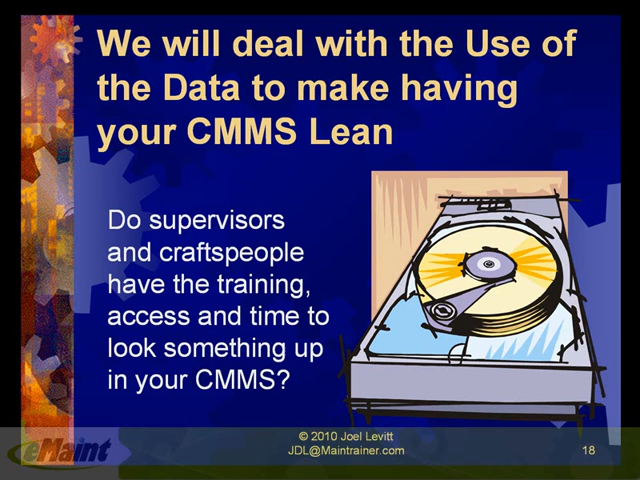 We will deal with the Use of
the Data to make having
your CMMS Lean
Do supervisors
and craftspeople
have the training,
access and time to
look something up
in your CMMS?
eMaint
© 2010 Joel Levitt
JDL@Maintrainer.com
18